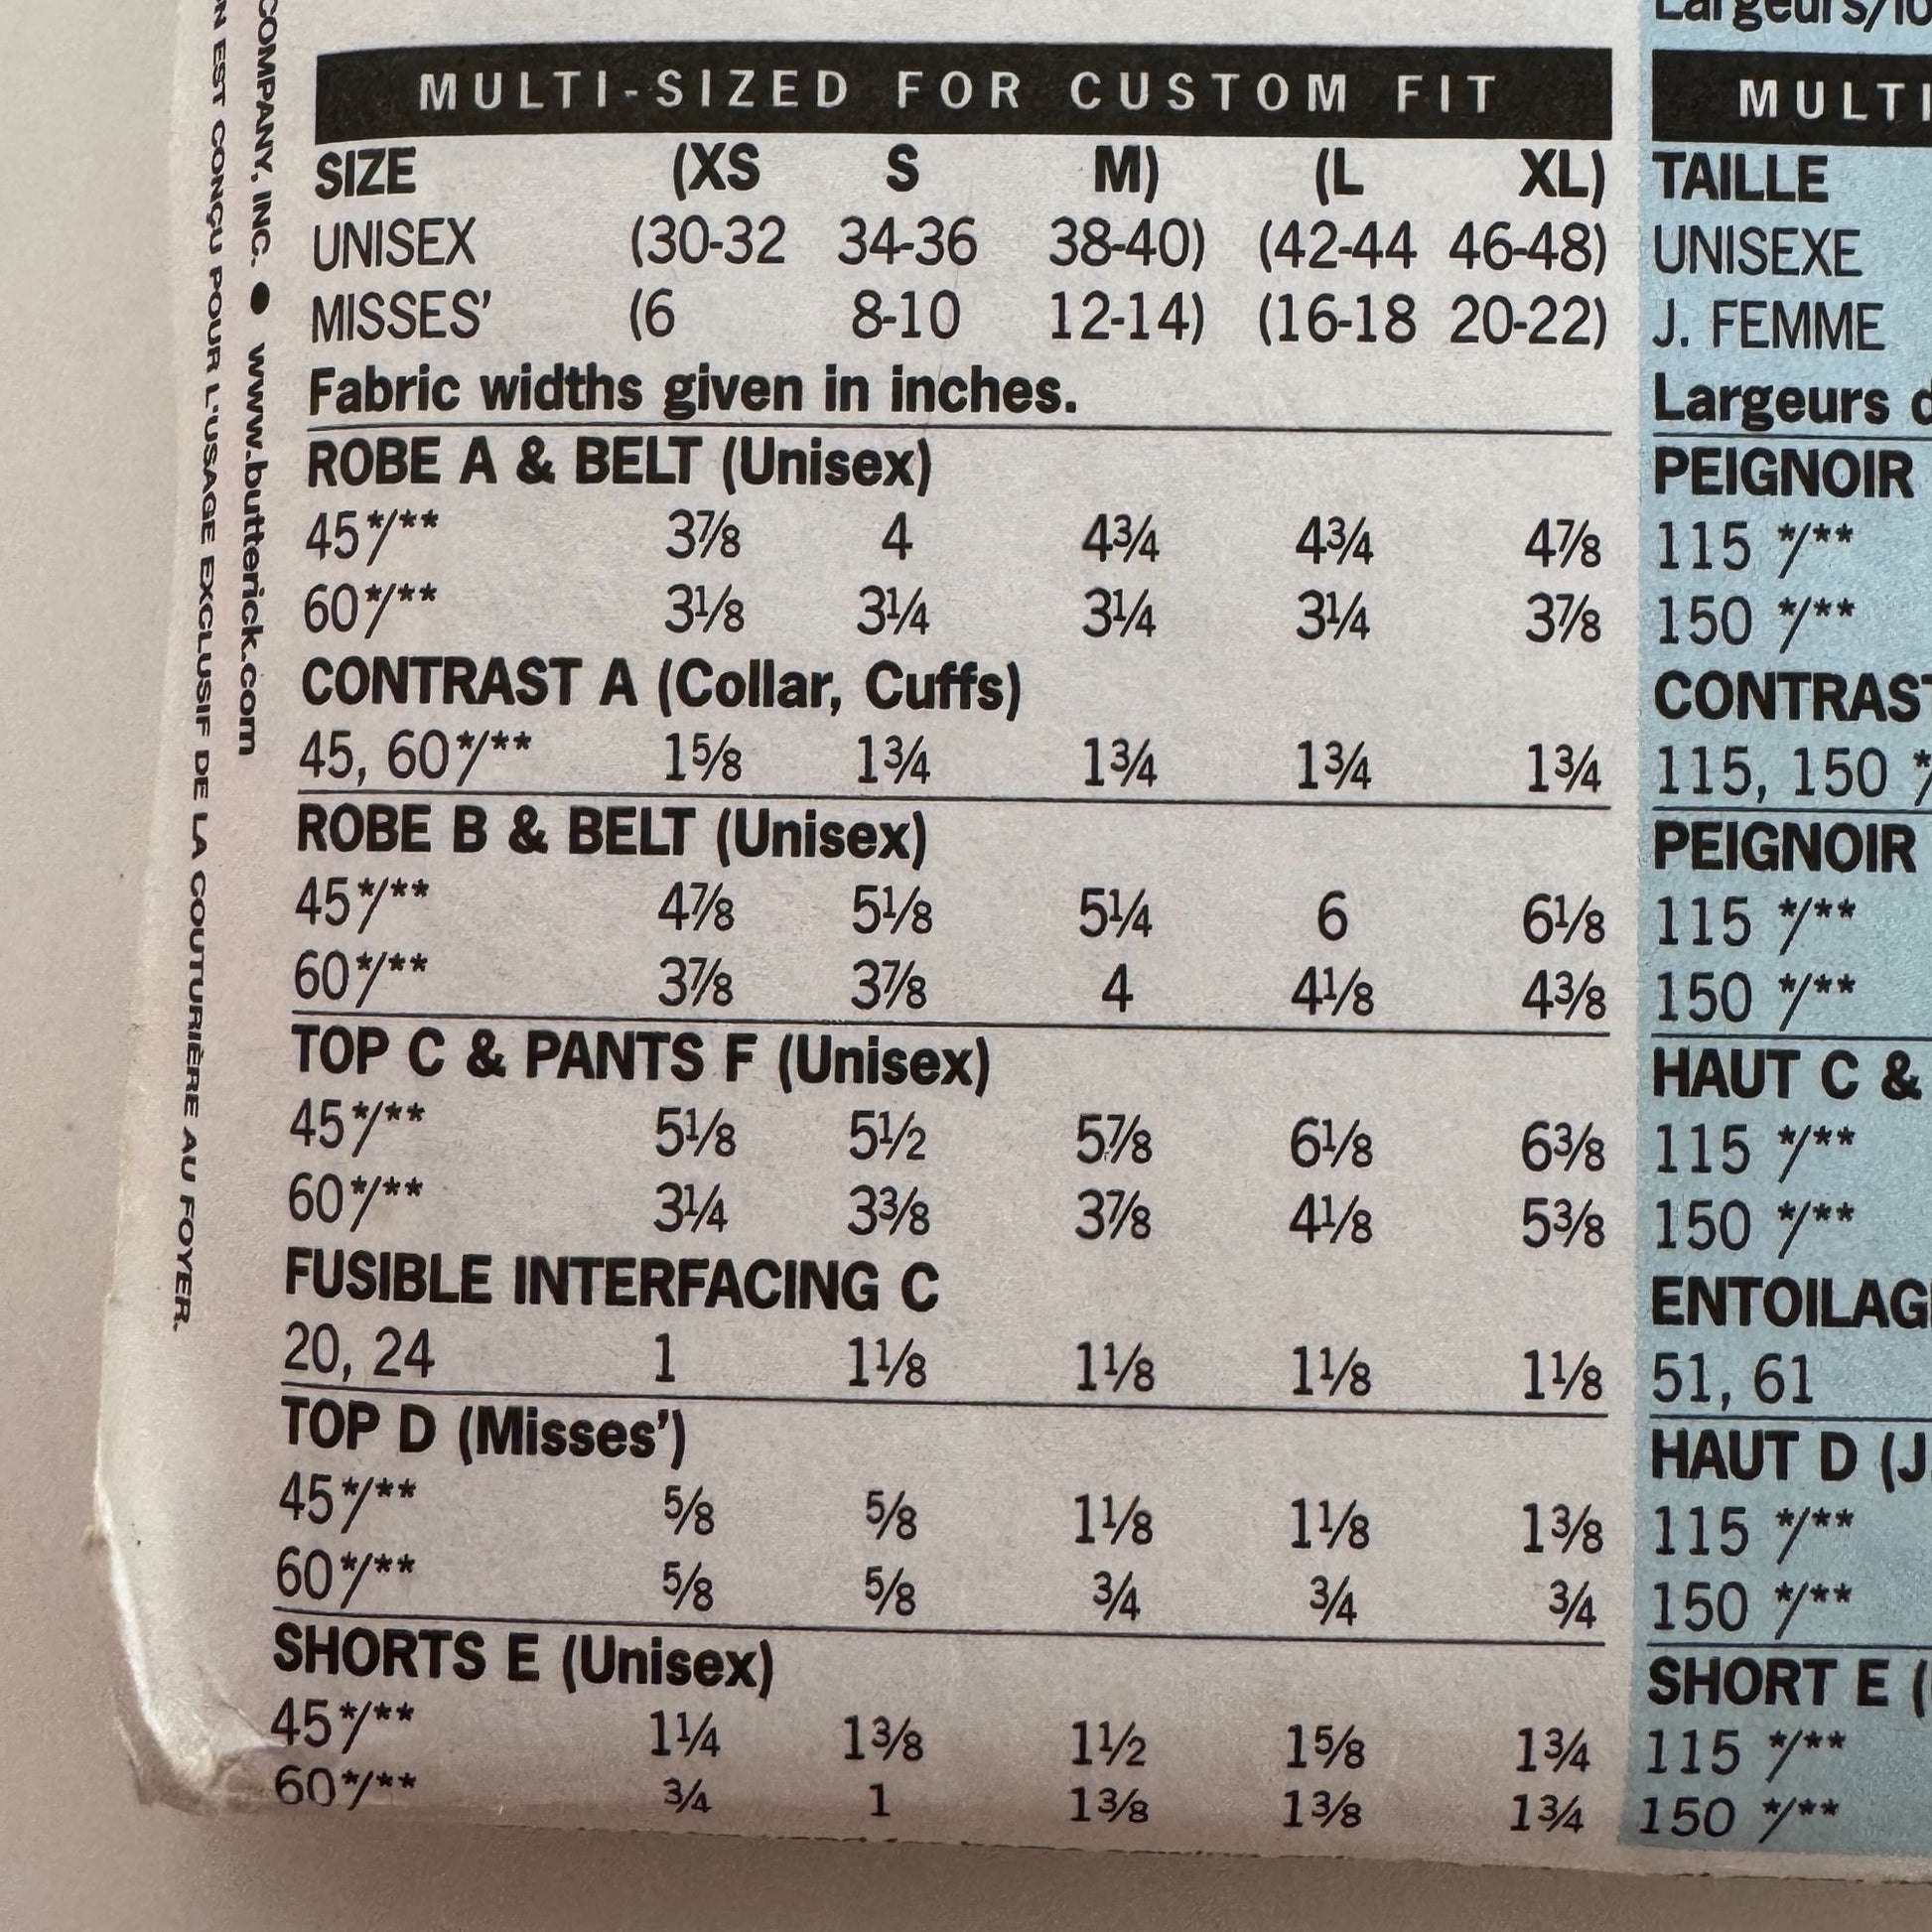 COMPANY, INC. ● www.butterick.com
EST CONÇU POUR L'USAGE EXCLUSIF DE LA COUTURIÈRE AU FOYER.
MULTI-SIZED FOR CUSTOM FIT
SIZE (XS S M) (L XL)
UNISEX (30-32 34-36 38-40) (42-44 46-48)
MISSES' (6 8-10 12-14) (16-18 20-22)
Fabric widths given in inches.
ROBE A & BELT (Unisex)
45*/** 3⅞ 4 4¾ 4¾ 4⅞
60*/** 3⅛ 3¼ 3¼ 3¼ 3⅞
CONTRAST A (Collar, Cuffs)
45, 60*/** 1⅝ 1¾ 1¾ 1¾ 1¾
ROBE B & BELT (Unisex)
45*/** 4⅞ 5⅛ 5¼ 6 6⅛
60*/** 3⅞ 3⅞ 4 4⅛ 4⅜
TOP C & PANTS F (Unisex)
45*/** 5⅛ 5½ 5⅞ 6⅛ 6⅜
60*/** 3¼ 3⅜ 3⅞ 4⅛ 5⅜
FUSIBLE INTERFACING C
20, 24 1 1⅛ 1⅛ 1⅛ 1⅛
TOP D (Misses')
45*/** ⅝ ⅝ 1⅛ 1⅛ 1⅜
60*/** ⅝ ⅝ ¾ ¾ ¾
SHORTS E (Unisex)
45*/** 1¼ 1⅜ 1½ 1⅝ 1¾
60*/** ¾ 1 1⅜ 1⅜ 1¾
Largeurs/lo
MULTI
TAILLE
UNISEXE
J. FEMME
Largeurs d
PEIGNOIR
115 */**
150 */**
CONTRAST
115, 150 */
PEIGNOIR
115 */**
150 */**
HAUT C &
115 */**
150 */**
ENTOILAG
51, 61
HAUT D (J
115 */**
150 */**
SHORT E (
115 */**
150 */**